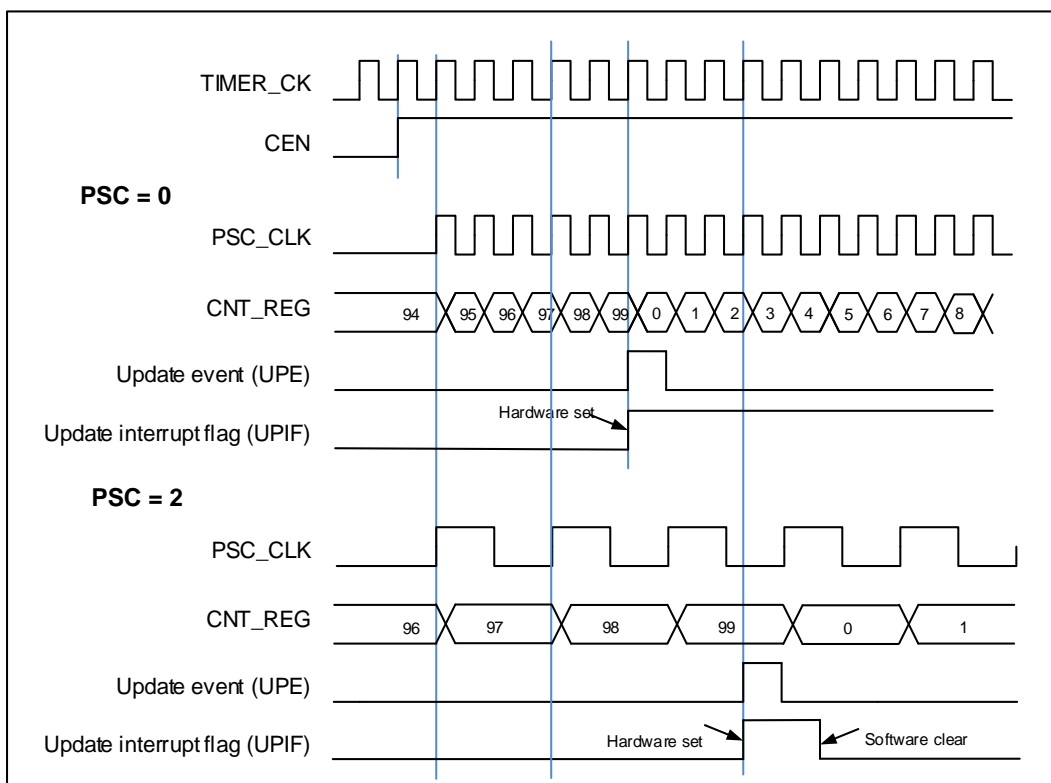 TIMER_CK
CEN
PSC = 0
PSC_CLK
CNT_REG 94 95 96 97 98 99 0 1 2 3 4 5 6 7 8
Update event (UPE)
Hardware set
Update interrupt flag (UPIF)
PSC = 2
PSC_CLK
CNT_REG 96 97 98 99 0 1
Update event (UPE)
Update interrupt flag (UPIF) Hardware set Software clear